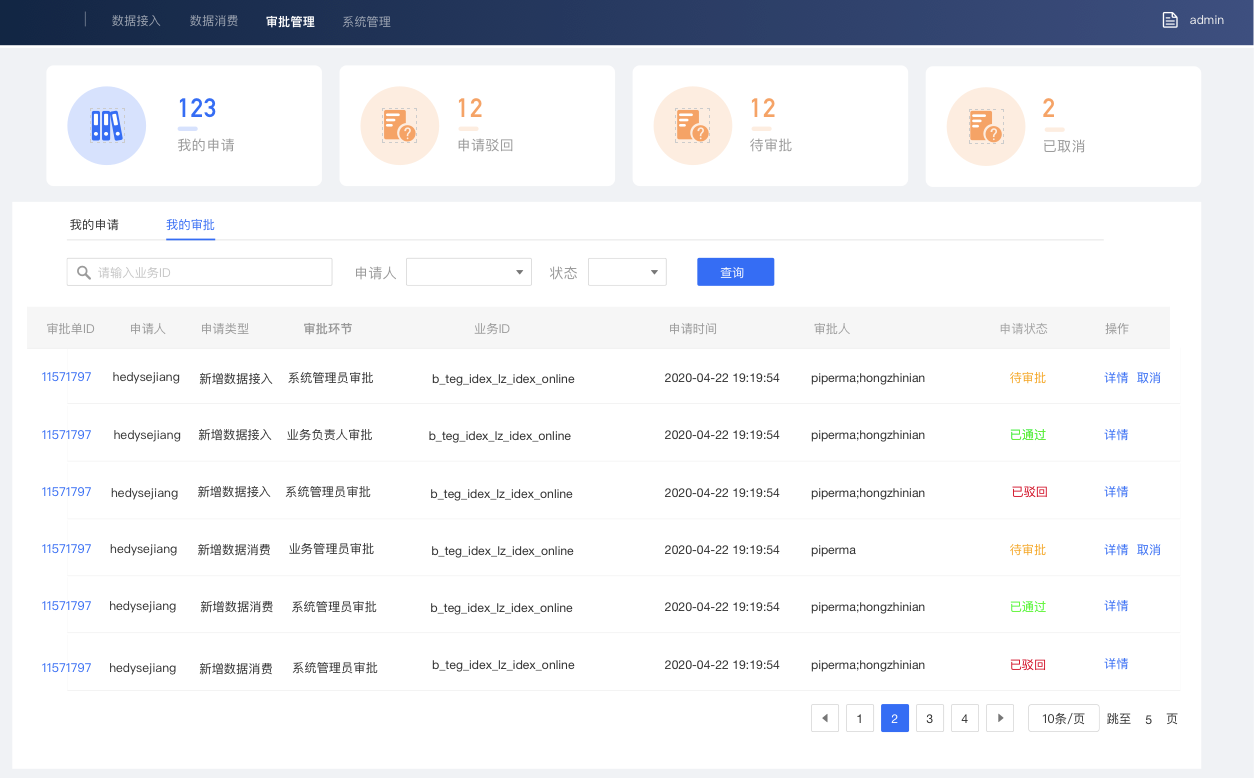 数据接入 数据消费 审批管理 系统管理 admin
123 12 12 2
我的申请 申请驳回 待审批 已取消
我的申请 我的审批
请输入业务ID 申请人 状态 查询
审批单ID 申请人 申请类型 审批环节 业务ID 申请时间 审批人 申请状态 操作
11571797 hedysejiang 新增数据接入 系统管理员审批 b_teg_idex_lz_idex_online 2020-04-22 19:19:54 piperma;hongzhinian 待审批 详情 取消
11571797 hedysejiang 新增数据接入 业务负责人审批 b_teg_idex_lz_idex_online 2020-04-22 19:19:54 piperma;hongzhinian 已通过 详情
11571797 hedysejiang 新增数据接入 系统管理员审批 b_teg_idex_lz_idex_online 2020-04-22 19:19:54 piperma;hongzhinian 已驳回 详情
11571797 hedysejiang 新增数据消费 业务管理员审批 b_teg_idex_lz_idex_online 2020-04-22 19:19:54 piperma 待审批 详情 取消
11571797 hedysejiang 新增数据消费 系统管理员审批 b_teg_idex_lz_idex_online 2020-04-22 19:19:54 piperma;hongzhinian 已通过 详情
11571797 hedysejiang 新增数据消费 系统管理员审批 b_teg_idex_lz_idex_online 2020-04-22 19:19:54 piperma;hongzhinian 已驳回 详情
1 2 3 4 10条/页 跳至 5 页